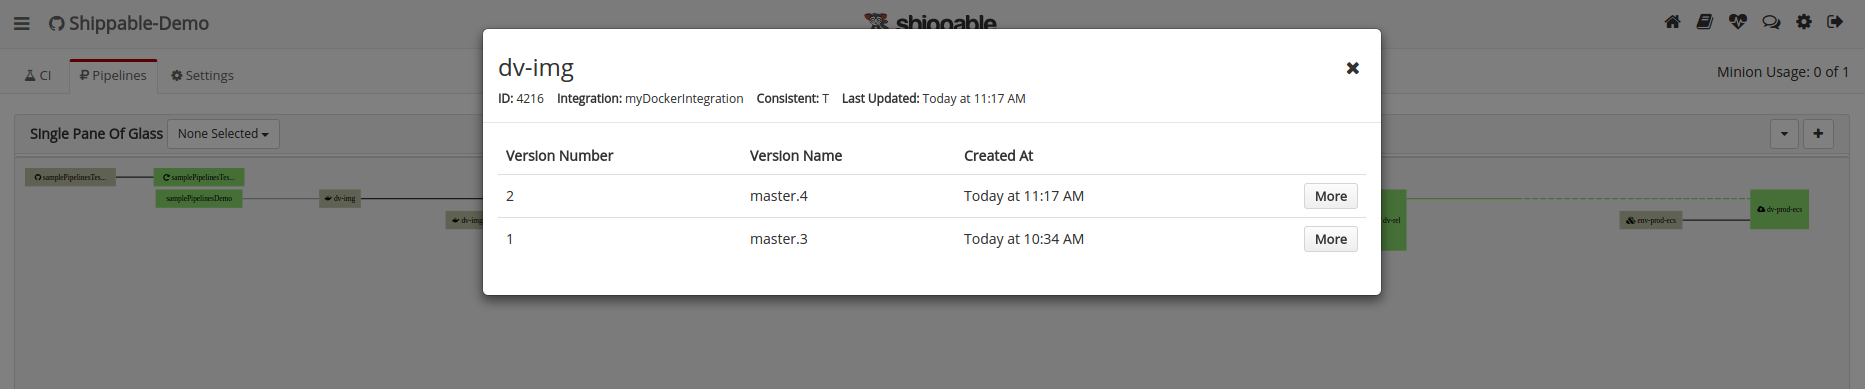 Shippable-Demo
shippable
CI Pipelines Settings
Minion Usage: 0 of 1
Single Pane Of Glass None Selected
samplePipelinesTes...
samplePipelinesTes...
samplePipelinesDemo
dv-img
dv-img
dv-rel
env-prod-ecs
dv-prod-ecs
dv-img
ID: 4216 Integration: myDockerIntegration Consistent: T Last Updated: Today at 11:17 AM
Version Number Version Name Created At
2 master.4 Today at 11:17 AM More
1 master.3 Today at 10:34 AM More